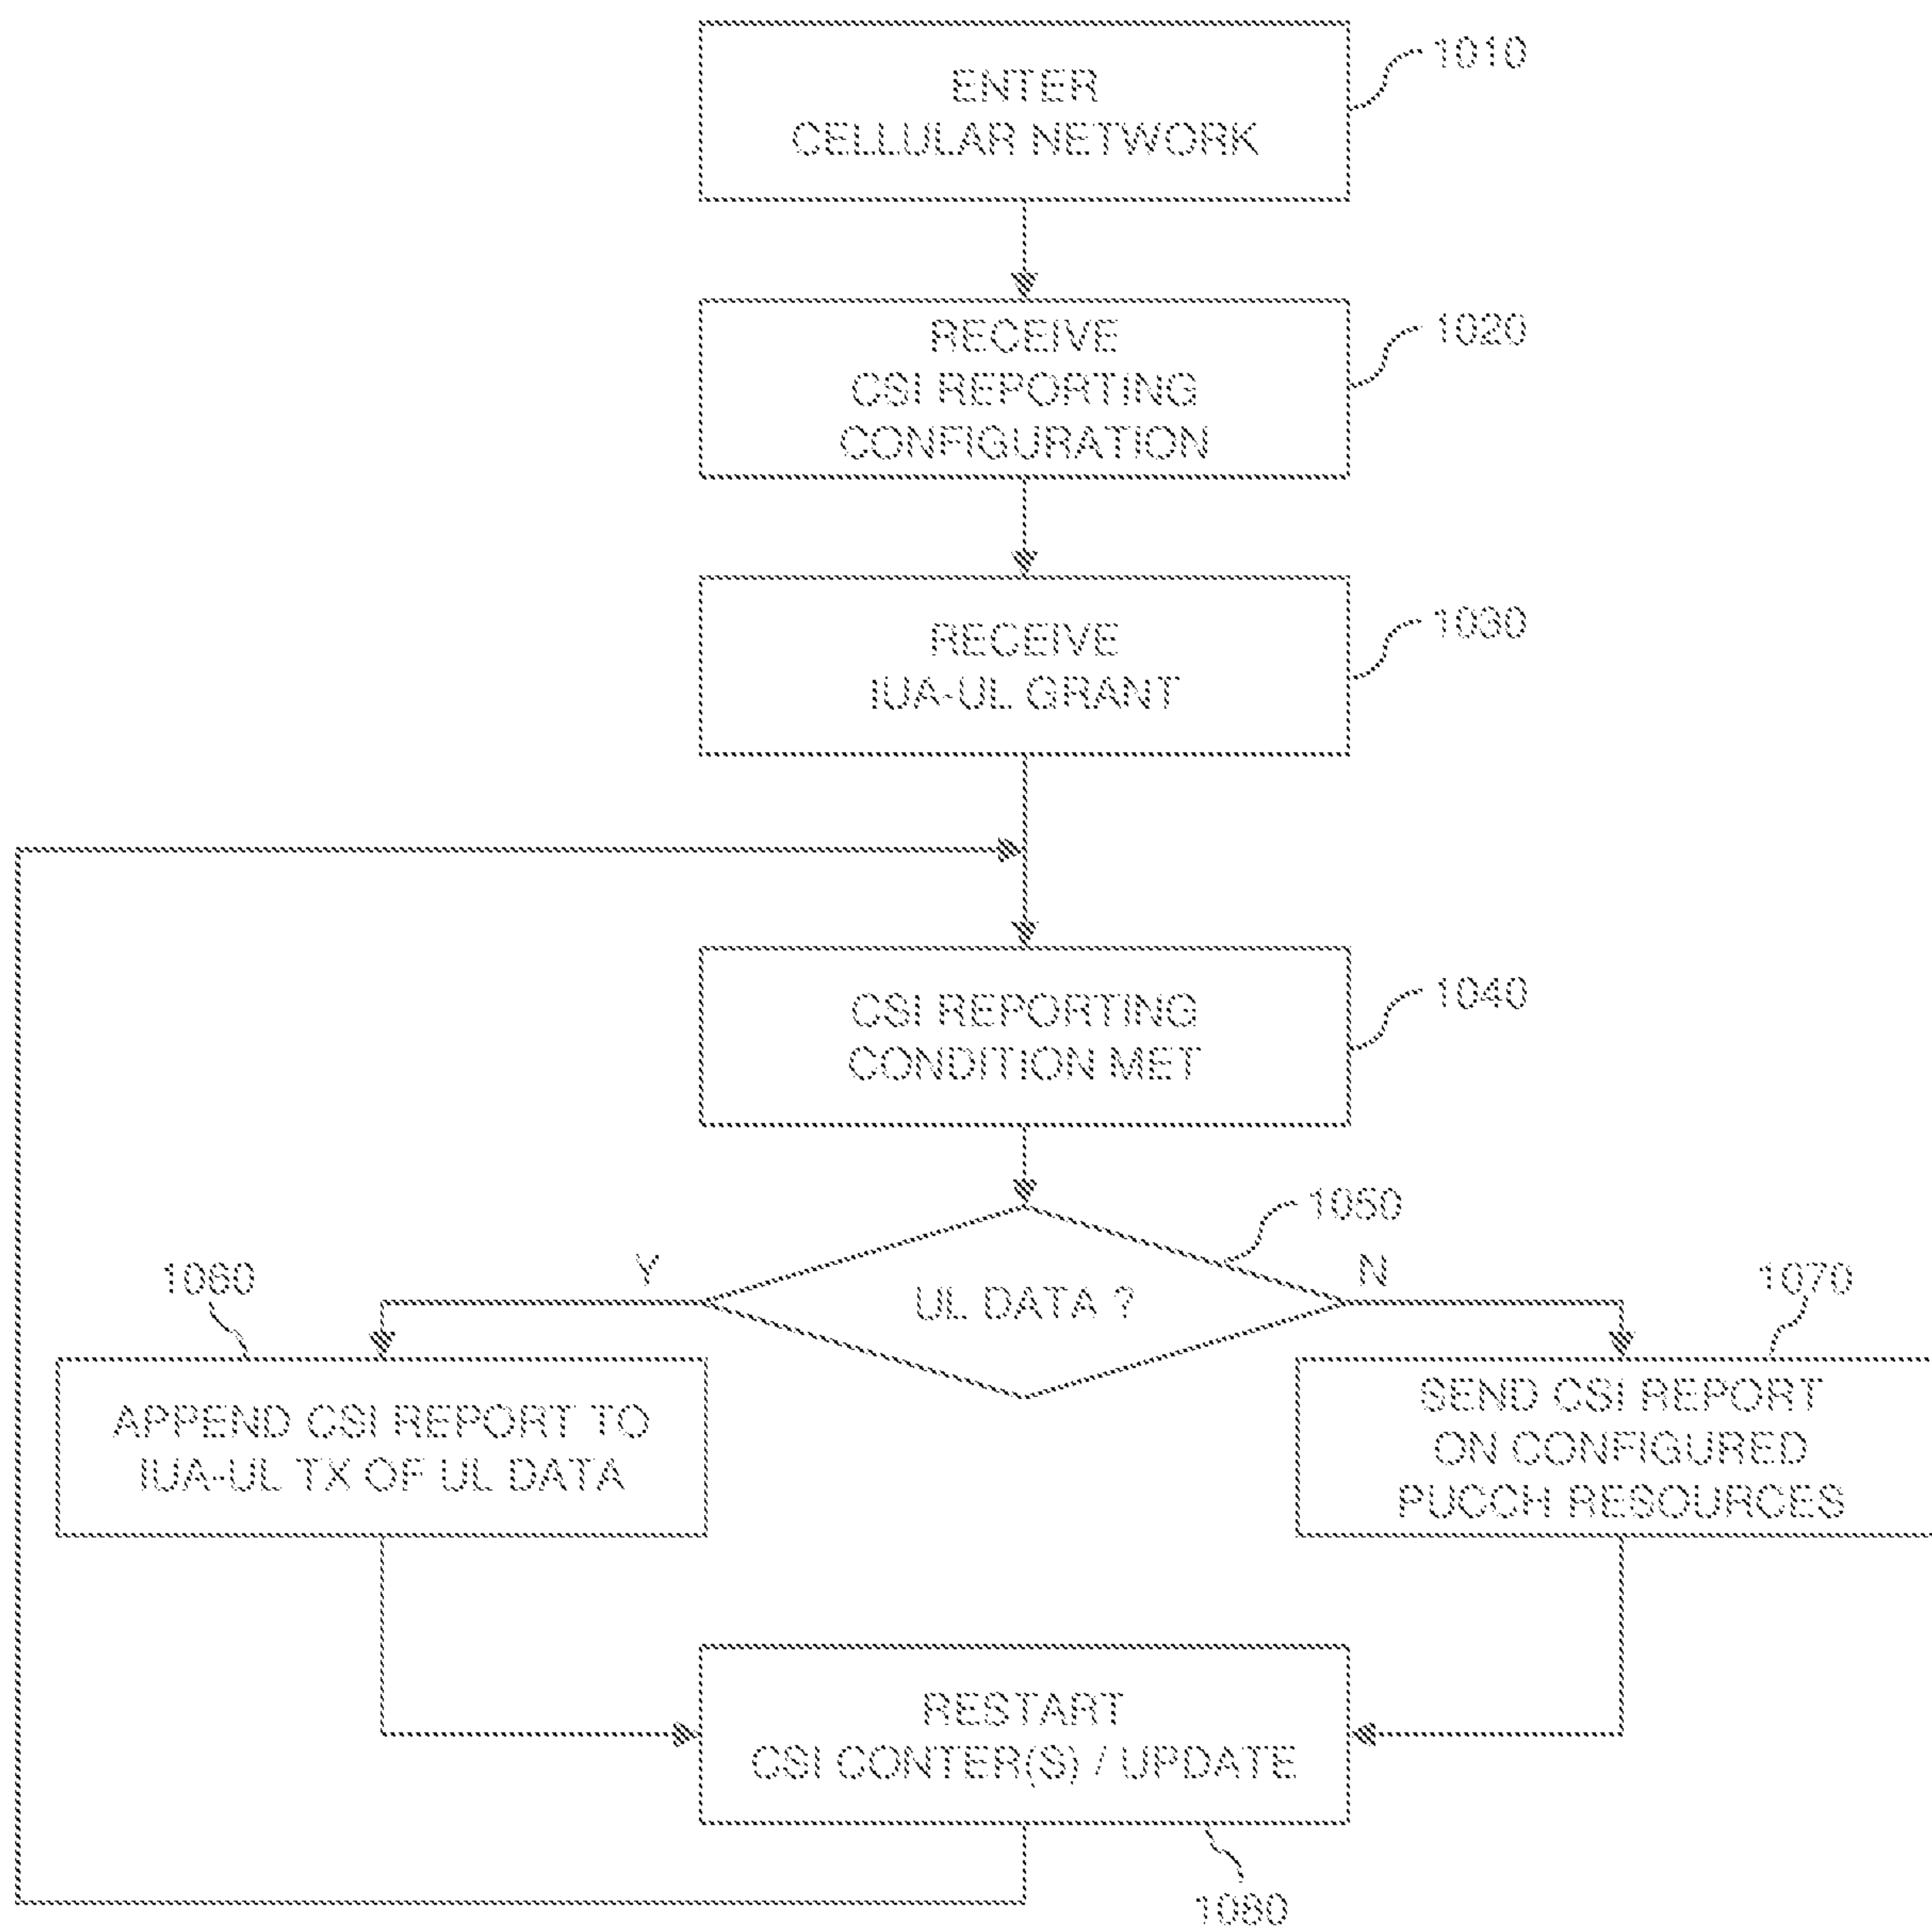 ENTER
CELLULAR NETWORK
1010
RECEIVE
CSI REPORTING
CONFIGURATION
1020
RECEIVE
IUA-UL GRANT
1030
CSI REPORTING
CONDITION MET
1040
1050
UL DATA ?
Y
N
1060
APPEND CSI REPORT TO
IUA-UL TX OF UL DATA
1070
SEND CSI REPORT
ON CONFIGURED
PUCCH RESOURCES
RESTART
CSI CONTER(S) / UPDATE
1080